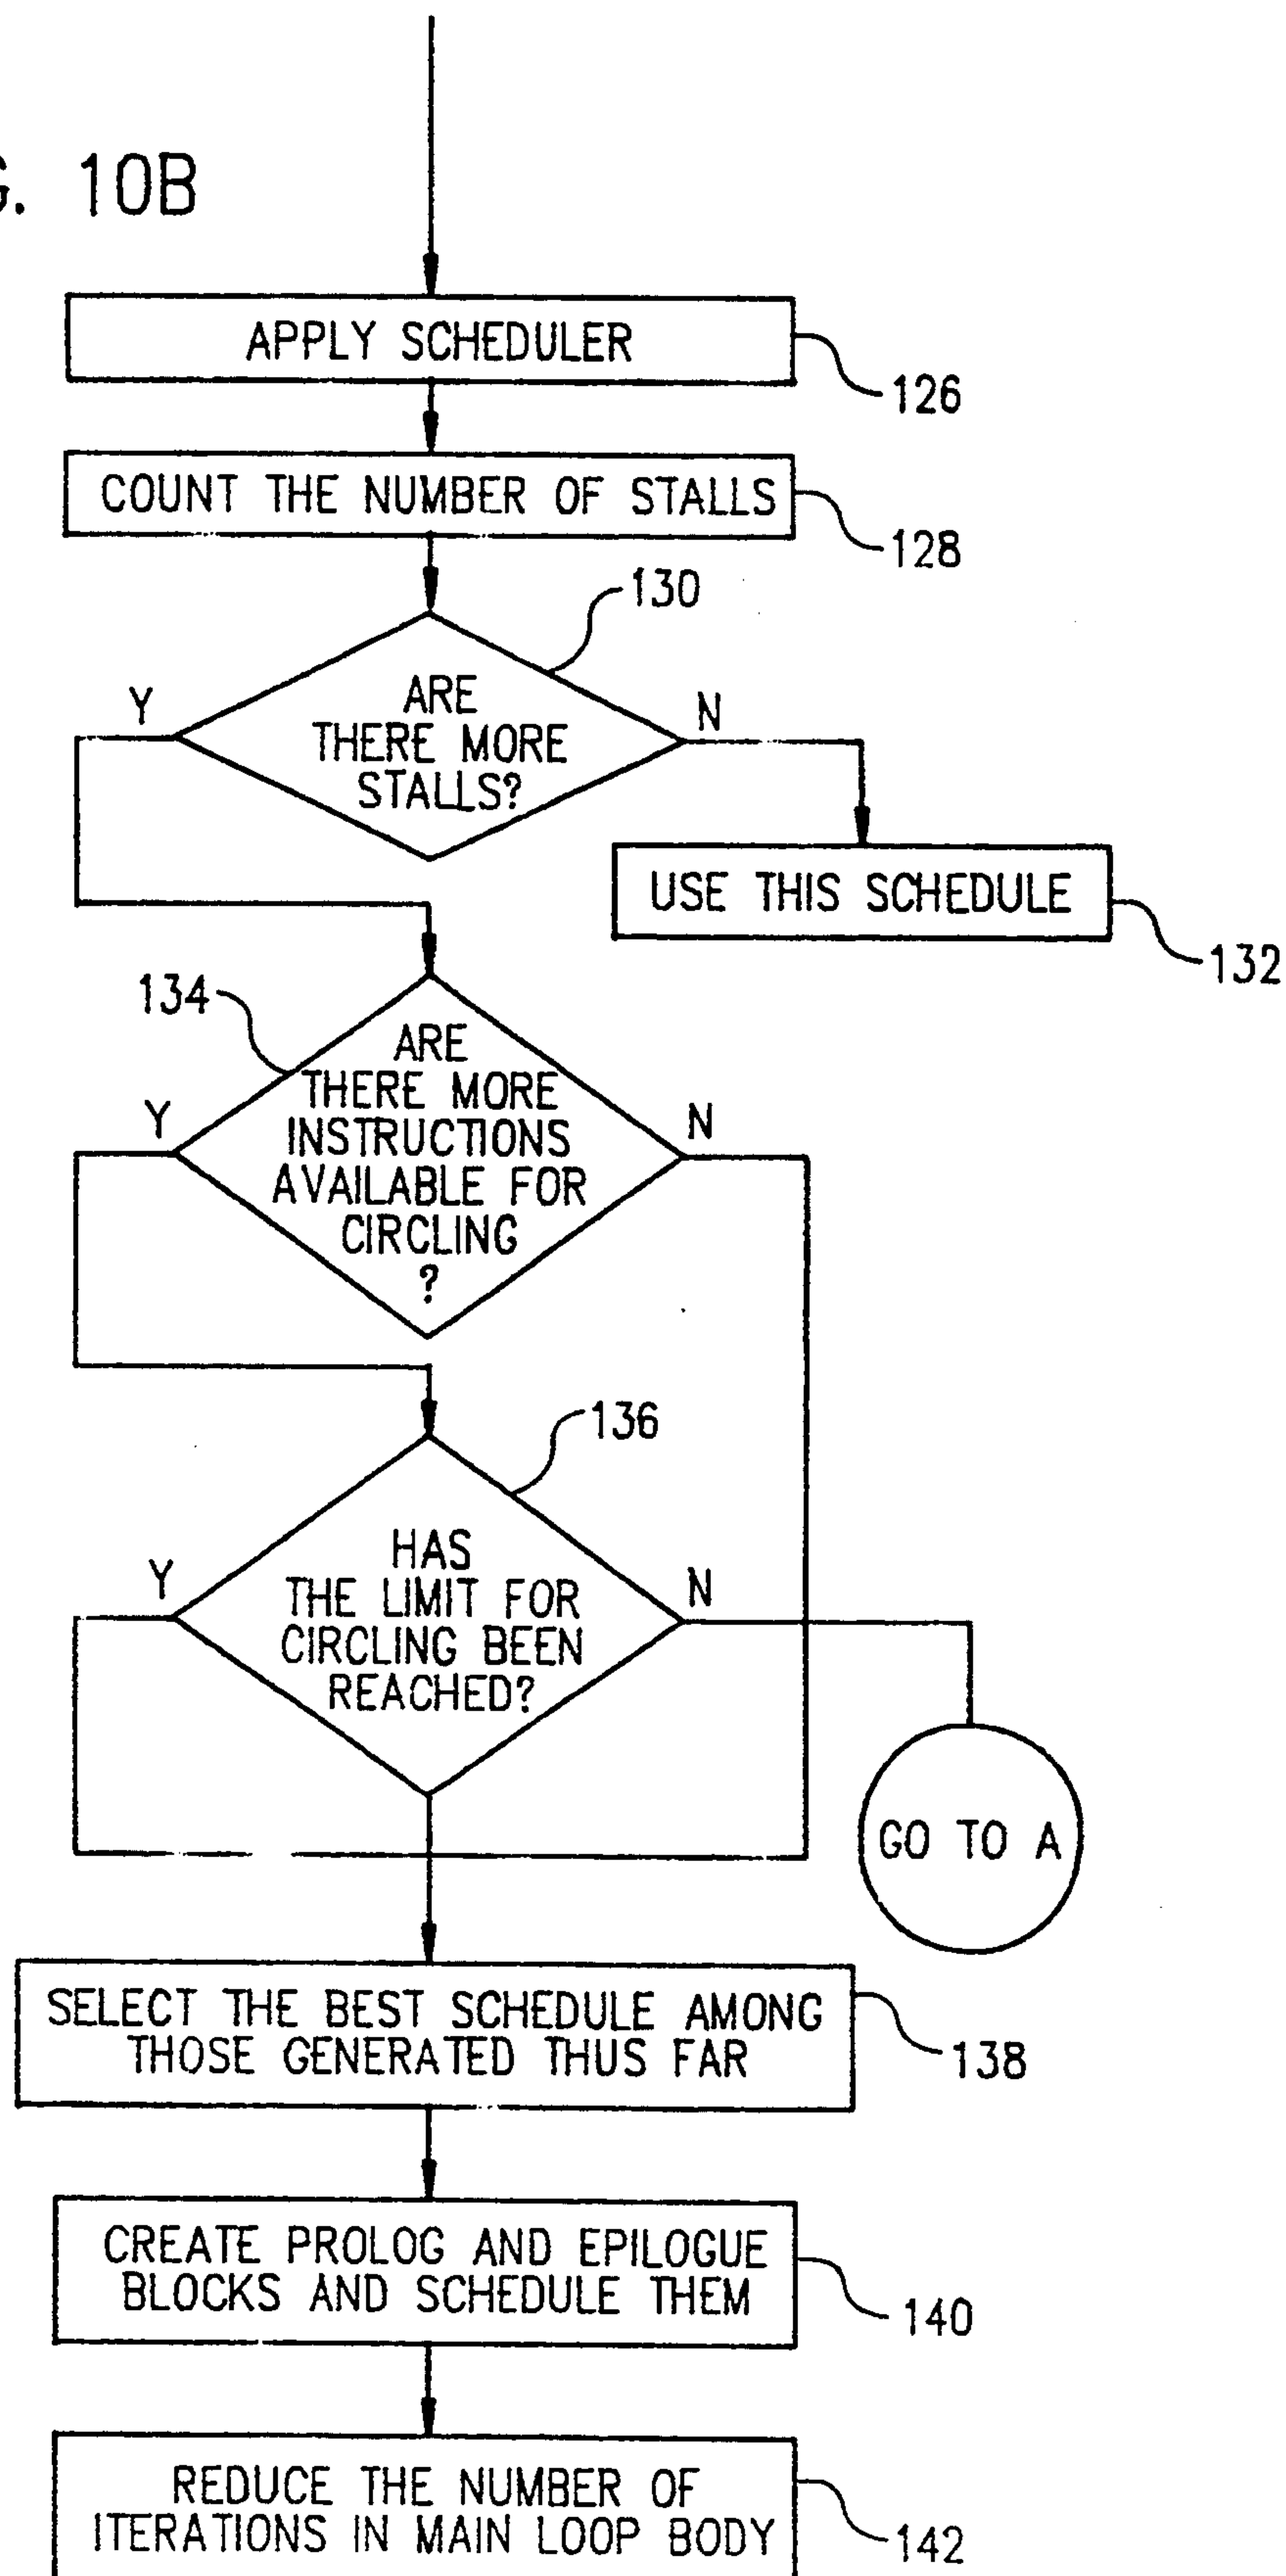 G. 10B
APPLY SCHEDULER
126
COUNT THE NUMBER OF STALLS
128
130
Y
ARE
THERE MORE
STALLS?
N
USE THIS SCHEDULE
132
134
ARE
THERE MORE
INSTRUCTIONS
AVAILABLE FOR
CIRCLING
?
Y
N
136
HAS
THE LIMIT FOR
CIRCLING BEEN
REACHED?
Y
N
GO TO A
SELECT THE BEST SCHEDULE AMONG
THOSE GENERATED THUS FAR
138
CREATE PROLOG AND EPILOGUE
BLOCKS AND SCHEDULE THEM
140
REDUCE THE NUMBER OF
ITERATIONS IN MAIN LOOP BODY
142